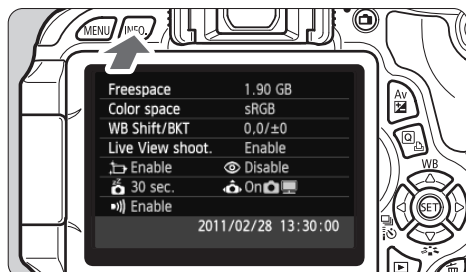 MENU INFO.
Freespace 1.90 GB
Color space sRGB
WB Shift/BKT 0,0/±0
Live View shoot. Enable
Enable Disable
30 sec. On
Enable
2011/02/28 13:30:00
Av
Q
WB
SET